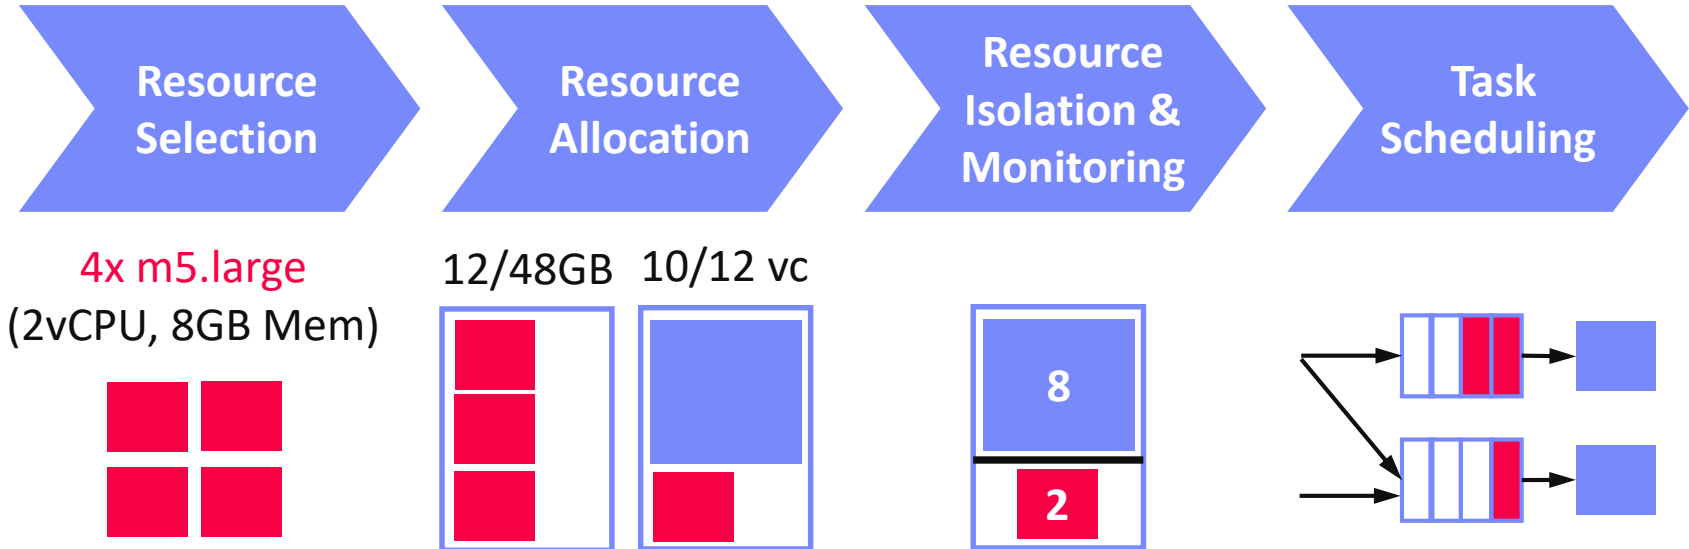 Resource
Selection
Resource
Allocation
Resource
Isolation &
Monitoring
Task
Scheduling
4x m5.large
(2vCPU, 8GB Mem)
12/48GB
10/12 vc
8
2